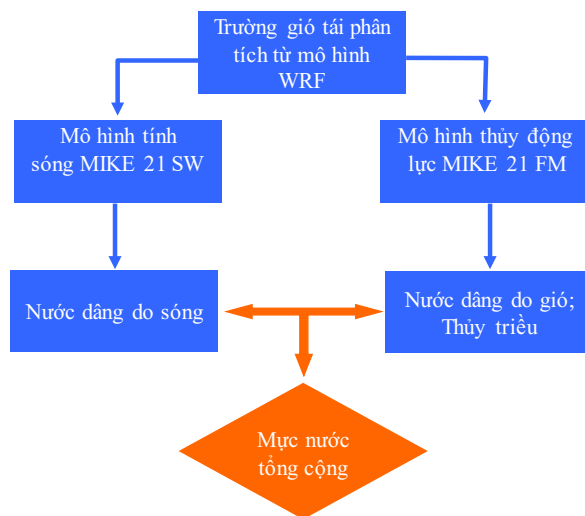 Trường gió tái phân
tích từ mô hình
WRF
Mô hình tính
sóng MIKE 21 SW
Mô hình thủy động
lực MIKE 21 FM
Nước dâng do sóng
Nước dâng do gió;
Thủy triều
Mực nước
tổng cộng